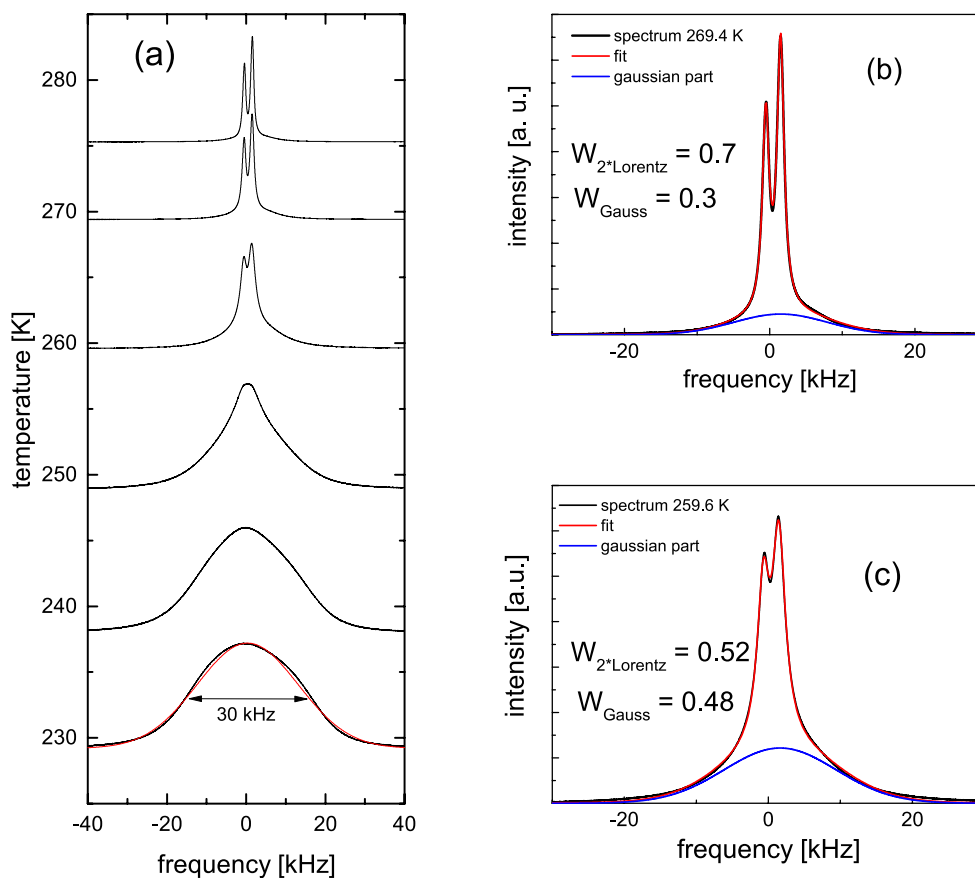 (a)
280
270
260
250
240
230
temperature [K]
30 kHz
-40
-20
0
20
40
frequency [kHz]
spectrum 269.4 K
fit
gaussian part
(b)
W2*Lorentz = 0.7
WGauss = 0.3
intensity [a. u.]
-20
0
20
frequency [kHz]
spectrum 259.6 K
fit
gaussian part
(c)
W2*Lorentz = 0.52
WGauss = 0.48
intensity [a.u.]
-20
0
20
frequency [kHz]